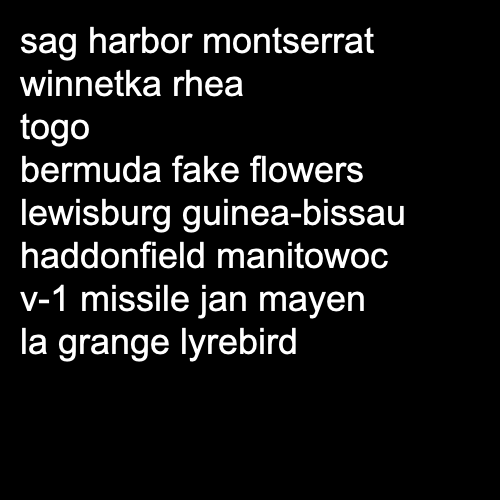 sag harbor montserrat
winnetka rhea
togo
bermuda fake flowers
lewisburg guinea-bissau
haddonfield manitowoc
v-1 missile jan mayen
la grange lyrebird